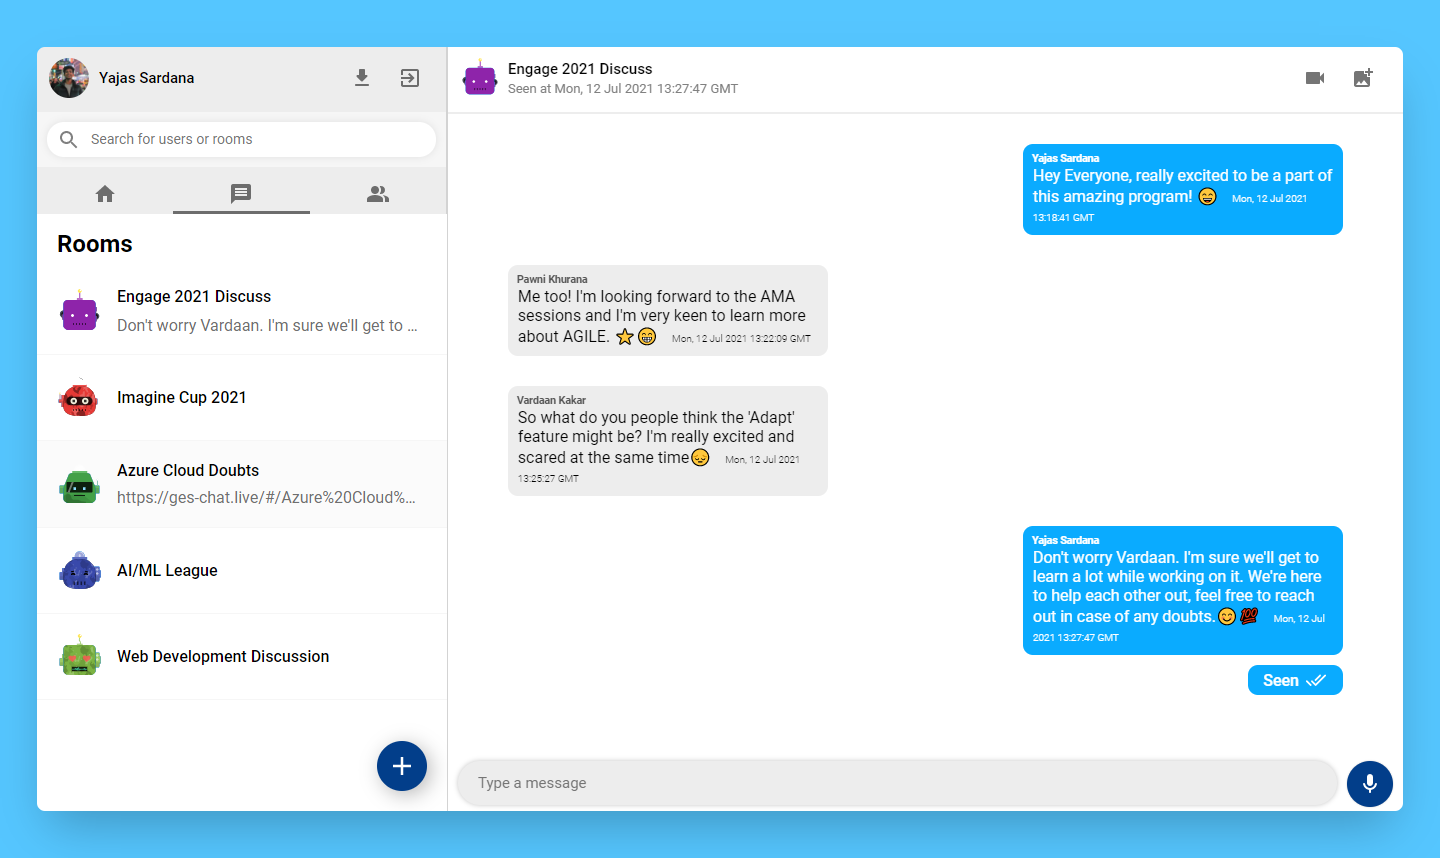 Yajas Sardana
Search for users or rooms
Rooms
Engage 2021 Discuss
Don't worry Vardaan. I'm sure we'll get to ...
Imagine Cup 2021
Azure Cloud Doubts
https://ges-chat.live/#/Azure%20Cloud%...
AI/ML League
Web Development Discussion
Engage 2021 Discuss
Seen at Mon, 12 Jul 2021 13:27:47 GMT
Yajas Sardana
Hey Everyone, really excited to be a part of
this amazing program! 😄 Mon, 12 Jul 2021
13:18:41 GMT
Pawni Khurana
Me too! I'm looking forward to the AMA
sessions and I'm very keen to learn more
about AGILE. ⭐😁 Mon, 12 Jul 2021 13:22:09 GMT
Vardaan Kakar
So what do you people think the 'Adapt'
feature might be? I'm really excited and
scared at the same time😔 Mon, 12 Jul 2021
13:25:27 GMT
Yajas Sardana
Don't worry Vardaan. I'm sure we'll get to
learn a lot while working on it. We're here
to help each other out, feel free to reach
out in case of any doubts.😊💯 Mon, 12 Jul
2021 13:27:47 GMT
Seen
Type a message